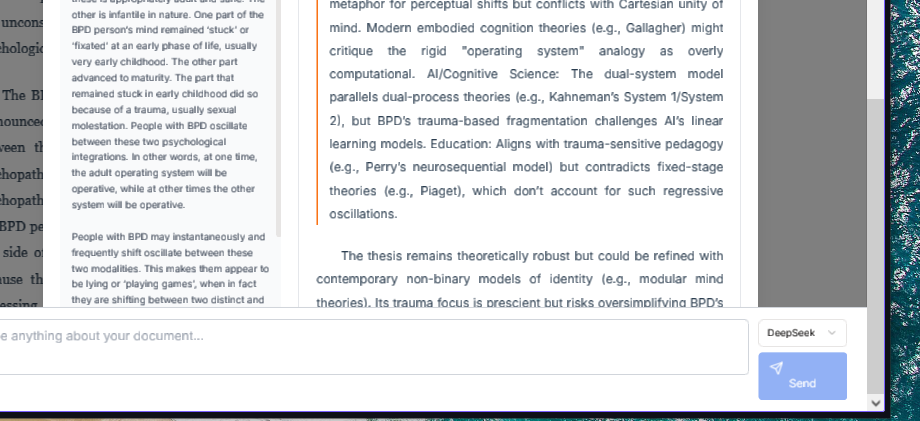 these is appropriately adult and sane. The
other is infantile in nature. One part of the
BPD person's mind remained 'stuck' or
'fixated' at an early phase of life, usually
very early childhood. The other part
advanced to maturity. The part that
remained stuck in early childhood did so
because of a trauma, usually sexual
molestation. People with BPD oscillate
between these two psychological
integrations. In other words, at one time,
the adult operating system will be
operative, while at other times the other
system will be operative.
People with BPD may instantaneously and
frequently shift oscillate between these
two modalities. This makes them appear to
be lying or 'playing games', when in fact
they are shifting between two distinct and
metaphor for perceptual shifts but conflicts with Cartesian unity of
mind. Modern embodied cognition theories (e.g., Gallagher) might
critique the rigid "operating system" analogy as overly
computational. AI/Cognitive Science: The dual-system model
parallels dual-process theories (e.g., Kahneman's System 1/System
2), but BPD's trauma-based fragmentation challenges AI's linear
learning models. Education: Aligns with trauma-sensitive pedagogy
(e.g., Perry's neurosequential model) but contradicts fixed-stage
theories (e.g., Piaget), which don't account for such regressive
oscillations.
The thesis remains theoretically robust but could be refined with
contemporary non-binary models of identity (e.g., modular mind
theories). Its trauma focus is prescient but risks oversimplifying BPD's
e anything about your document...
DeepSeek
Send
uncons
chologic
The BI
nounced
ween th
chopath
chopath
BPD pe
side o
use th
essing